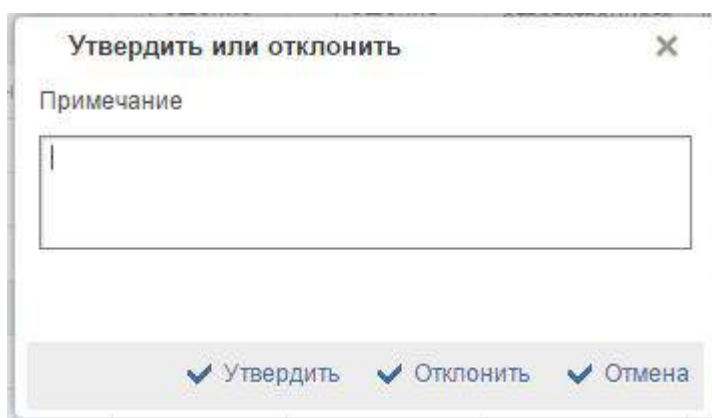 Утвердить или отклонить
Примечание
Утвердить Отклонить Отмена